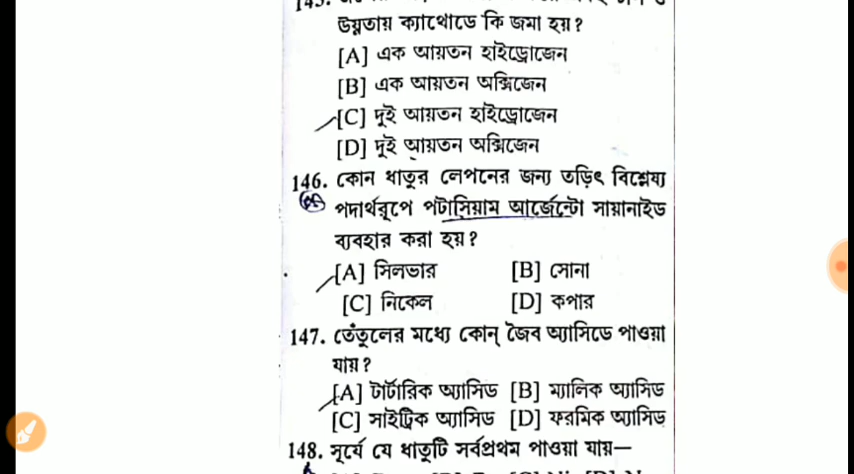 145.
উষ্ণতায় ক্যাথোডে কি জমা হয়?
[A] এক আয়তন হাইড্রোজেন
[B] এক আয়তন অক্সিজেন
[C] দুই আয়তন হাইড্রোজেন
[D] দুই আয়তন অক্সিজেন
146. কোন ধাতুর লেপনের জন্য তড়িৎ বিশ্লেষ্য
পদার্থরূপে পটাসিয়াম আর্জেন্টো সায়ানাইড
ব্যবহার করা হয়?
[A] সিলভার [B] সোনা
[C] নিকেল [D] কপার
147. তেঁতুলের মধ্যে কোন্ জৈব অ্যাসিডে পাওয়া
যায়?
[A] টার্টারিক অ্যাসিড [B] ম্যালিক অ্যাসিড
[C] সাইট্রিক অ্যাসিড [D] ফরমিক অ্যাসিড
148. সূর্যে যে ধাতুটি সর্বপ্রথম পাওয়া যায়—